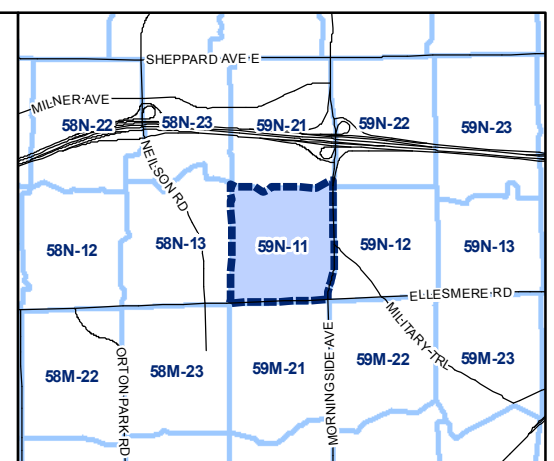 SHEPPARD AVE E
MILNER AVE
58N-22
58N-23
59N-21
59N-22
59N-23
NEILSON RD
58N-12
58N-13
59N-11
59N-12
59N-13
ELLESMERE RD
MILITARY TRL
ORTON PARK RD
MORNINGSIDE AVE
58M-22
58M-23
59M-21
59M-22
59M-23